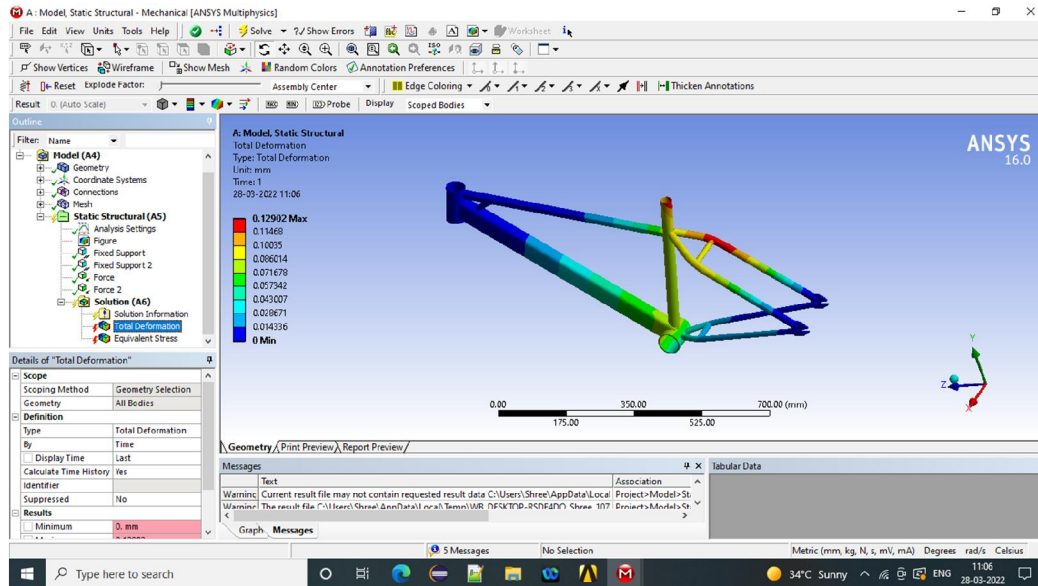 A : Model, Static Structural - Mechanical [ANSYS Multiphysics]
File Edit View Units Tools Help Solve Show Errors Worksheet
Show Vertices Wireframe Show Mesh Random Colors Annotation Preferences
Reset Explode Factor: Assembly Center Edge Coloring Thicken Annotations
Result 0. (Auto Scale) Probe Display Scoped Bodies
Outline
Filter: Name
Model (A4)
Geometry
Coordinate Systems
Connections
Mesh
Static Structural (A5)
Analysis Settings
Figure
Fixed Support
Fixed Support 2
Force
Force 2
Solution (A6)
Solution Information
Total Deformation
Equivalent Stress
A: Model, Static Structural
Total Deformation
Type: Total Deformation
Unit: mm
Time: 1
28-03-2022 11:06
0.12902 Max
0.11468
0.10035
0.086014
0.071678
0.057342
0.043007
0.028671
0.014336
0 Min
ANSYS
16.0
Y
Z
X
0.00 350.00 700.00 (mm)
175.00 525.00
Details of "Total Deformation"
Scope
Scoping Method Geometry Selection
Geometry All Bodies
Definition
Type Total Deformation
By Time
Display Time Last
Calculate Time History Yes
Identifier
Suppressed No
Results
Minimum 0. mm
Geometry Print Preview Report Preview
Messages
Text Association
Warning Current result file may not contain requested result data C:\Users\Shree\AppData\Local Project>Model>St
Warning The result file C:\Users\Shree\AppData\Local\Temp\WB_DESKTOP- Project>Model>St
Graph Messages
Tabular Data
5 Messages No Selection Metric (mm, kg, N, s, mV, mA) Degrees rad/s Celsius
Type here to search
34°C Sunny ENG 11:06
28-03-2022